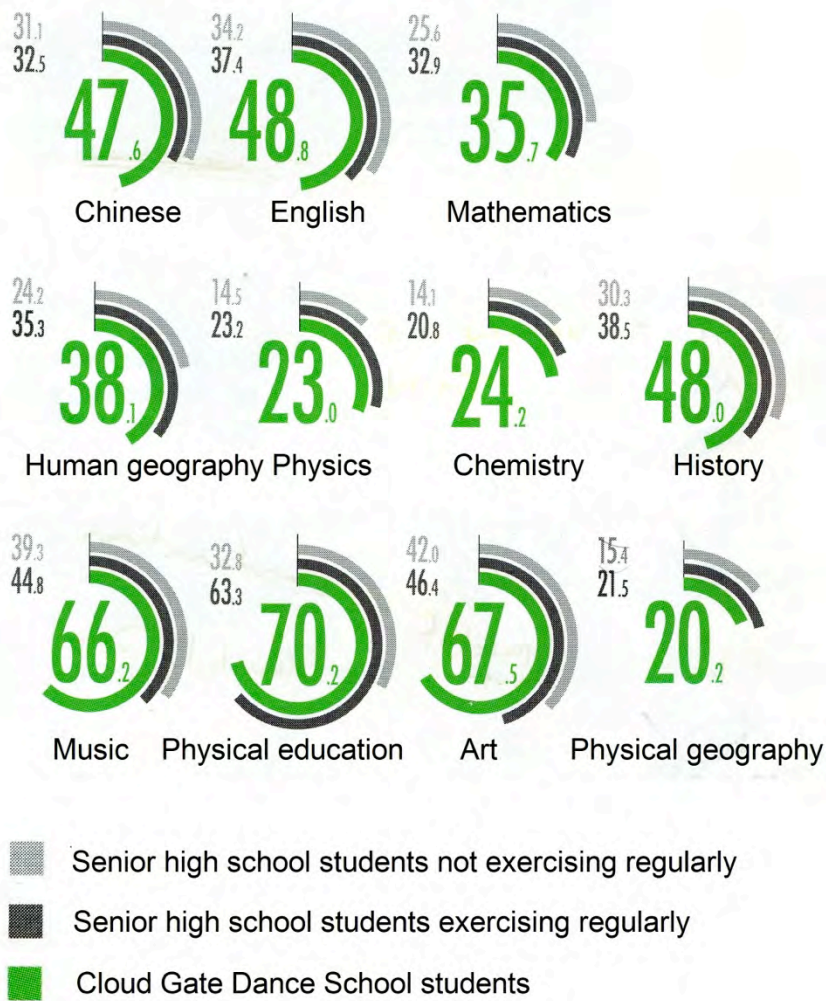 31.1 34.2 25.6
32.5 37.4 32.9
47.6 48.8 35.7
Chinese English Mathematics
24.2 14.5 14.1 30.3
35.3 23.2 20.8 38.5
38.1 23.0 24.2 48.0
Human geography Physics Chemistry History
39.3 32.8 42.0 15.4
44.8 63.3 46.4 21.5
66.2 70.2 67.5 20.2
Music Physical education Art Physical geography
Senior high school students not exercising regularly
Senior high school students exercising regularly
Cloud Gate Dance School students